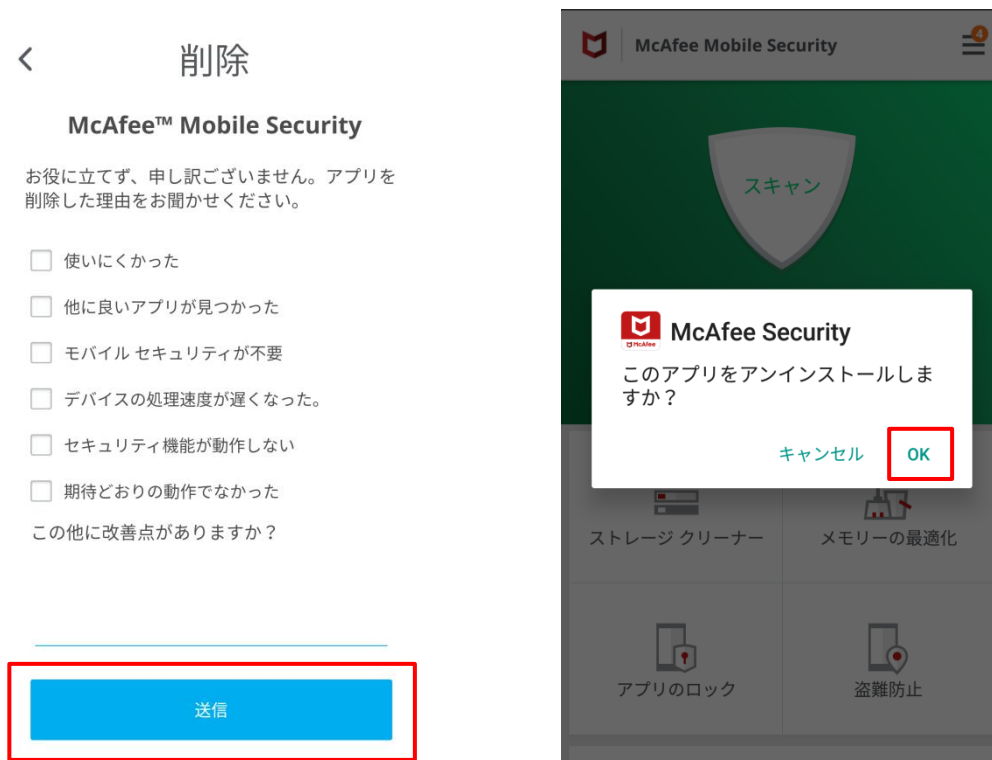 削除
McAfee™ Mobile Security
お役に立てず、申し訳ございません。アプリを
削除した理由をお聞かせください。
使いにくかった
他に良いアプリが見つかった
モバイル セキュリティが不要
デバイスの処理速度が遅くなった。
セキュリティ機能が動作しない
期待どおりの動作でなかった
この他に改善点がありますか？
送信
McAfee Mobile Security
4
スキャン
McAfee
McAfee Security
このアプリをアンインストールしま
すか？
キャンセル OK
ストレージ クリーナー メモリーの最適化
アプリのロック 盗難防止